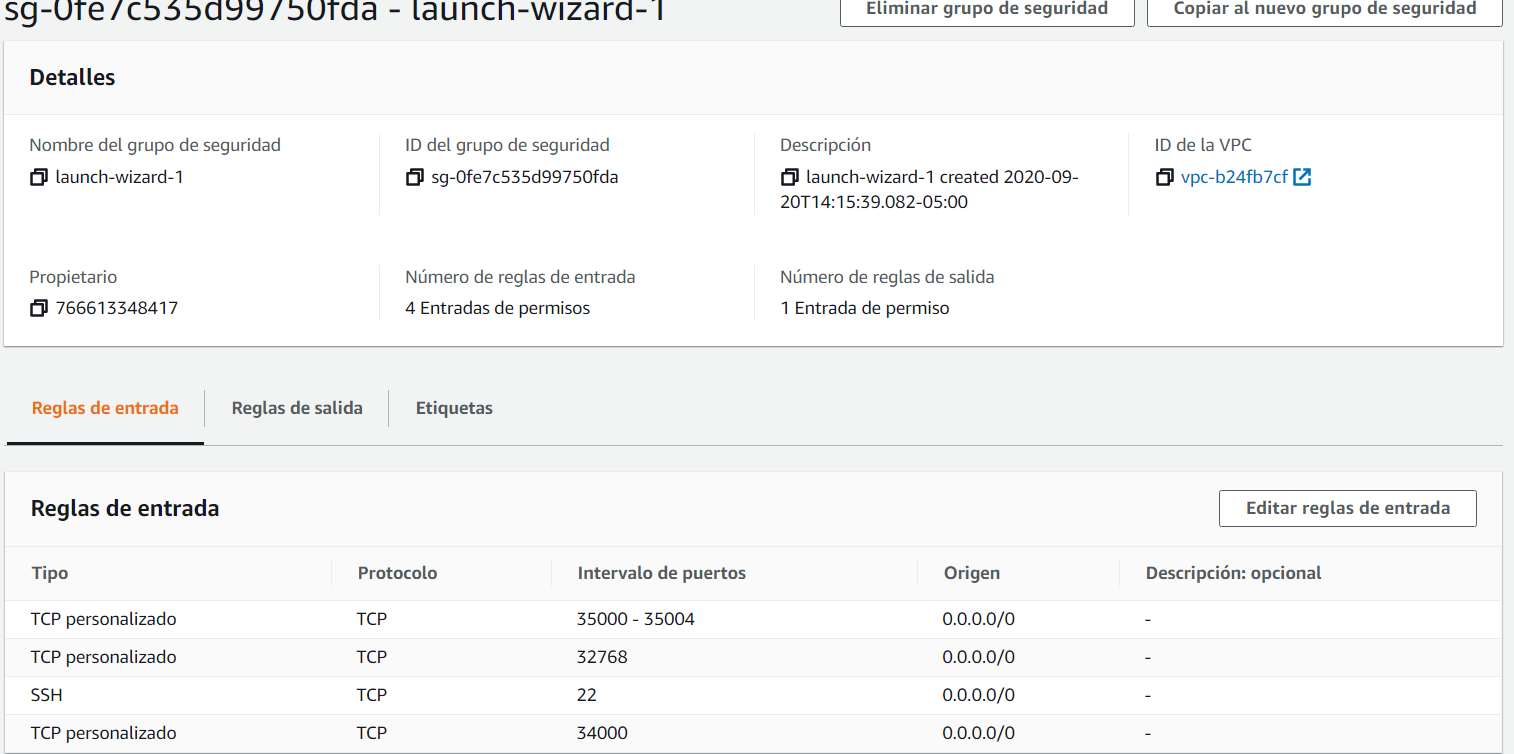 sg-0fe7c535d99750fda - launch-wizard-1
Eliminar grupo de seguridad
Copiar al nuevo grupo de seguridad
Detalles
Nombre del grupo de seguridad
launch-wizard-1
ID del grupo de seguridad
sg-0fe7c535d99750fda
Descripción
launch-wizard-1 created 2020-09-
20T14:15:39.082-05:00
ID de la VPC
vpc-b24fb7cf
Propietario
766613348417
Número de reglas de entrada
4 Entradas de permisos
Número de reglas de salida
1 Entrada de permiso
Reglas de entrada
Reglas de salida
Etiquetas
Reglas de entrada
Editar reglas de entrada
Tipo Protocolo Intervalo de puertos Origen Descripción: opcional
TCP personalizado TCP 35000 - 35004 0.0.0.0/0 -
TCP personalizado TCP 32768 0.0.0.0/0 -
SSH TCP 22 0.0.0.0/0 -
TCP personalizado TCP 34000 0.0.0.0/0 -